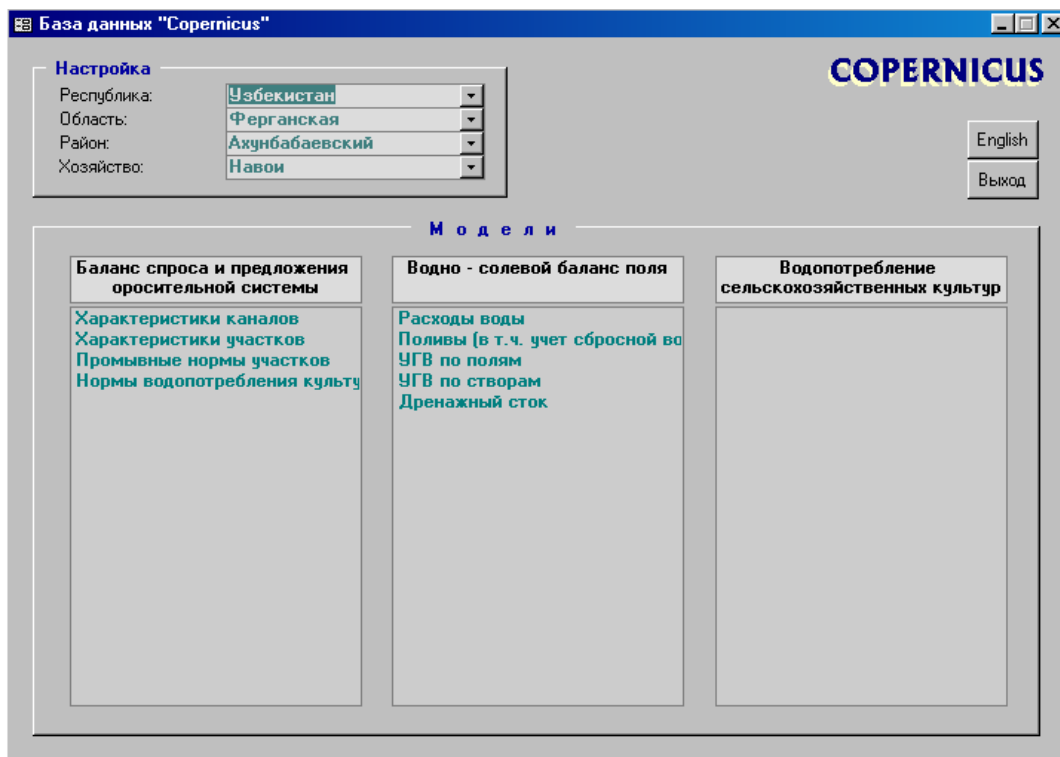 База данных "Copernicus"
COPERNICUS
Настройка
Республика: Узбекистан
Область: Ферганская
Район: Ахунбабаевский
Хозяйство: Навои
English
Выход
Модели
Баланс спроса и предложения
оросительной системы
Характеристики каналов
Характеристики участков
Промывные нормы участков
Нормы водопотребления культу
Водно - солевой баланс поля
Расходы воды
Поливы (в т.ч. учет сбросной во
УГВ по полям
УГВ по створам
Дренажный сток
Водопотребление
сельскохозяйственных культур